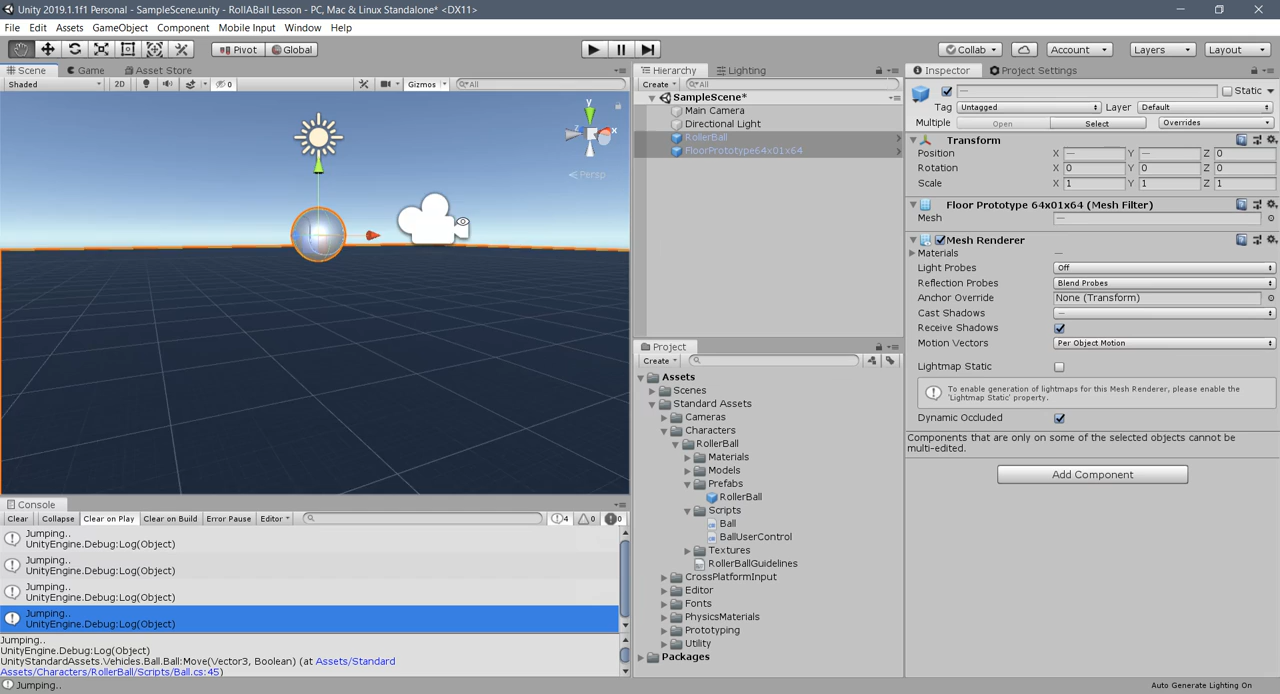 Unity 2019.1.1f1 Personal - SampleScene.unity - RollABall Lesson - PC, Mac & Linux Standalone* <DX11>
File Edit Assets GameObject Component Mobile Input Window Help
Pivot Global Collab Account Layers Layout
Scene Game Asset Store
Shaded 2D 0 Gizmos All
y
x
z
Persp
Hierarchy Lighting
Create All
SampleScene*
Main Camera
Directional Light
RollerBall
FloorPrototype64x01x64
Project
Create
Assets
Scenes
Standard Assets
Cameras
Characters
RollerBall
Materials
Models
Prefabs
RollerBall
Scripts
Ball
BallUserControl
Textures
RollerBallGuidelines
CrossPlatformInput
Editor
Fonts
PhysicsMaterials
Prototyping
Utility
Packages
Inspector Project Settings
— Static
Tag Untagged Layer Default
Multiple Open Select Overrides
Transform
Position X — Y — Z 0
Rotation X 0 Y 0 Z 0
Scale X 1 Y 1 Z 1
Floor Prototype 64x01x64 (Mesh Filter)
Mesh —
Mesh Renderer
Materials —
Light Probes Off
Reflection Probes Blend Probes
Anchor Override None (Transform)
Cast Shadows —
Receive Shadows
Motion Vectors Per Object Motion
Lightmap Static
To enable generation of lightmaps for this Mesh Renderer, please enable the
'Lightmap Static' property.
Dynamic Occluded
Components that are only on some of the selected objects cannot be
multi-edited.
Add Component
Console
Clear Collapse Clear on Play Clear on Build Error Pause Editor 4 0 0
Jumping..
UnityEngine.Debug:Log(Object)
Jumping..
UnityEngine.Debug:Log(Object)
Jumping..
UnityEngine.Debug:Log(Object)
Jumping..
UnityEngine.Debug:Log(Object)
Jumping..
UnityEngine.Debug:Log(Object)
UnityStandardAssets.Vehicles.Ball.Ball:Move(Vector3, Boolean) (at Assets/Standard
Assets/Characters/RollerBall/Scripts/Ball.cs:45)
Jumping..
Auto Generate Lighting On